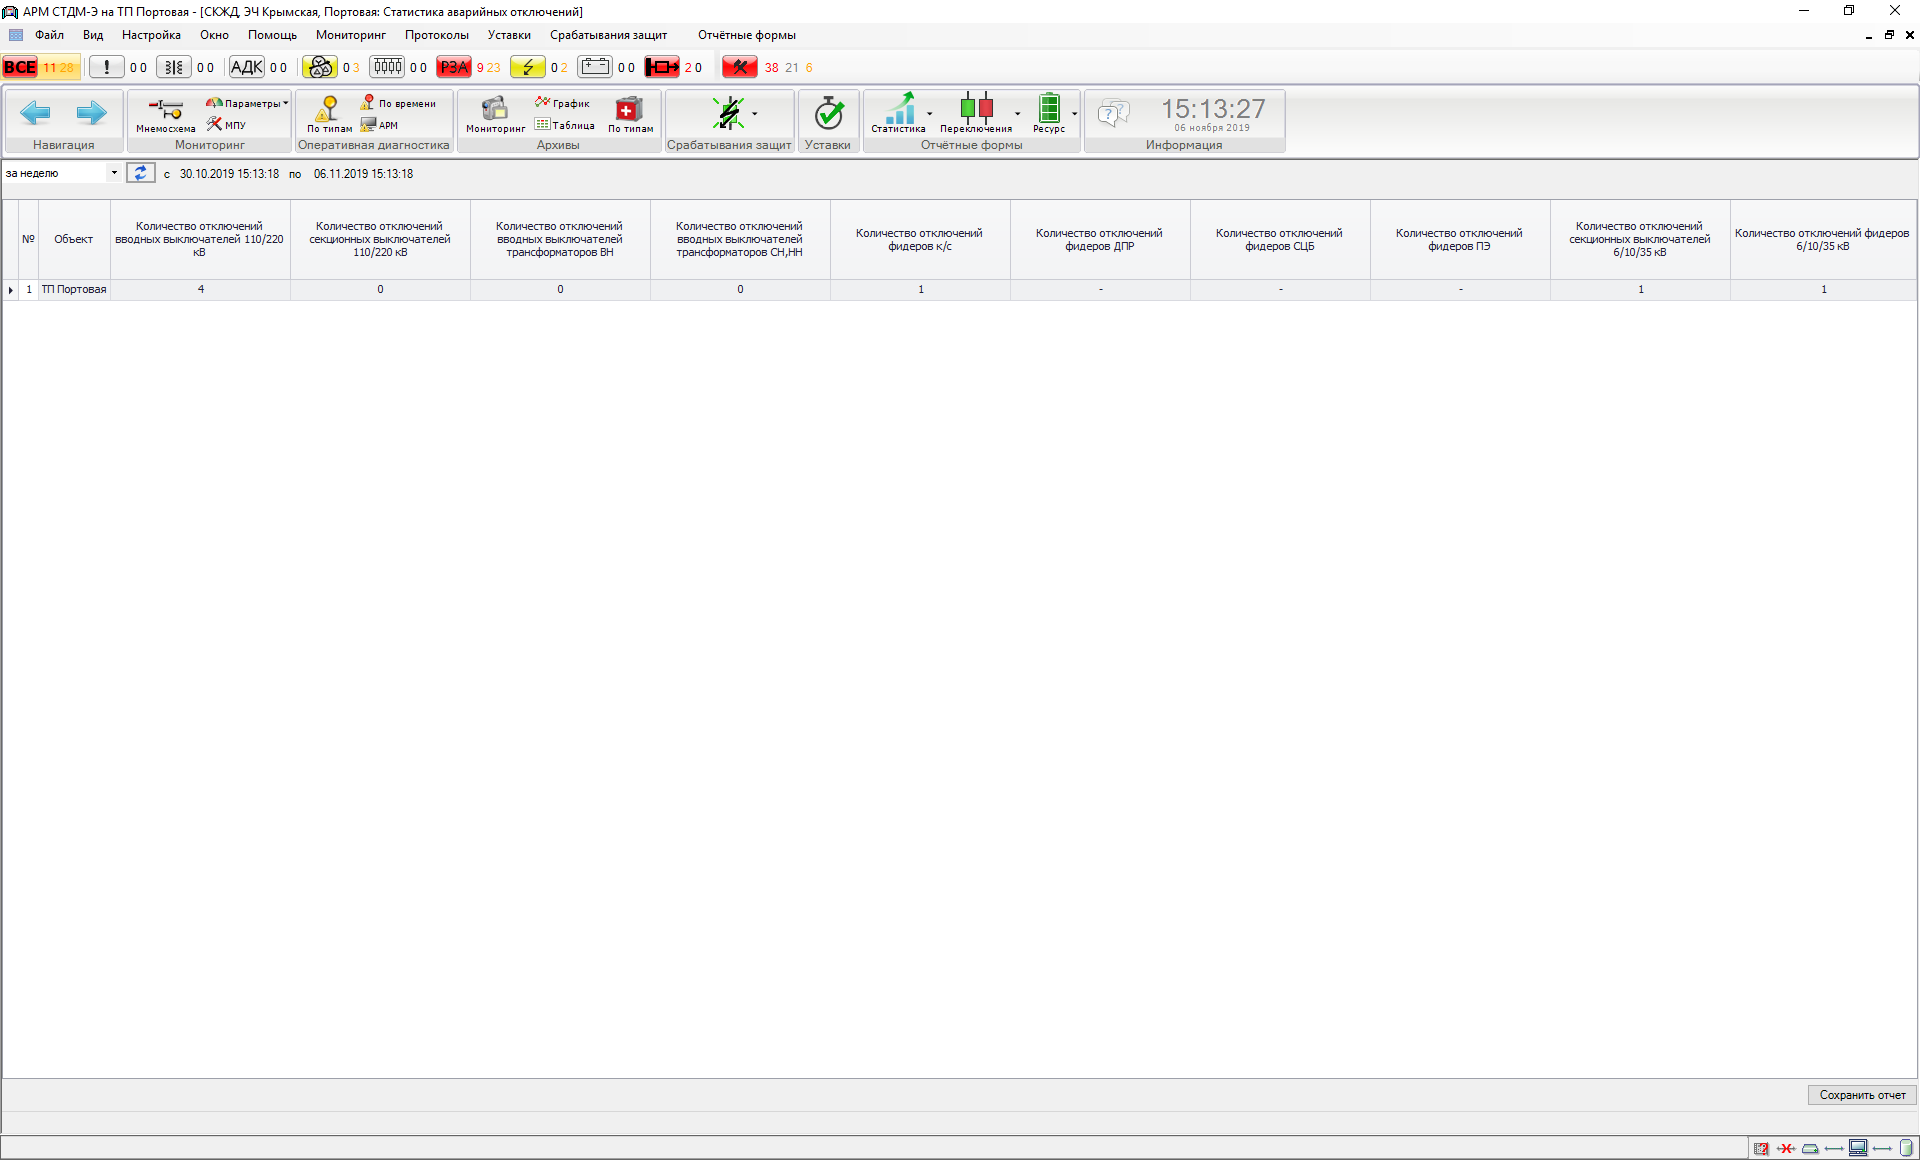 АРМ СТДМ-Э на ТП Портовая - [СКЖД, ЭЧ Крымская, Портовая: Статистика аварийных отключений]
Файл Вид Настройка Окно Помощь Мониторинг Протоколы Уставки Срабатывания защит Отчётные формы
ВСЕ 11 28 ! 0 0 0 0 АДК 0 0 0 3 0 0 РЗА 9 23 0 2 0 0 2 0 38 21 6
Параметры По времени График 15:13:27
Мнемосхема МПУ По типам АРМ Мониторинг Таблица По типам Статистика Переключения Ресурс 06 ноября 2019
Навигация Мониторинг Оперативная диагностика Архивы Срабатывания защит Уставки Отчётные формы Информация
за неделю с 30.10.2019 15:13:18 по 06.11.2019 15:13:18
№
Объект
Количество отключений
вводных выключателей 110/220
кВ
Количество отключений
секционных выключателей
110/220 кВ
Количество отключений
вводных выключателей
трансформаторов ВН
Количество отключений
вводных выключателей
трансформаторов СН,НН
Количество отключений
фидеров к/с
Количество отключений
фидеров ДПР
Количество отключений
фидеров СЦБ
Количество отключений
фидеров ПЭ
Количество отключений
секционных выключателей
6/10/35 кВ
Количество отключений фидеров
6/10/35 кВ
1 ТП Портовая 4 0 0 0 1 - - - 1 1
Сохранить отчет